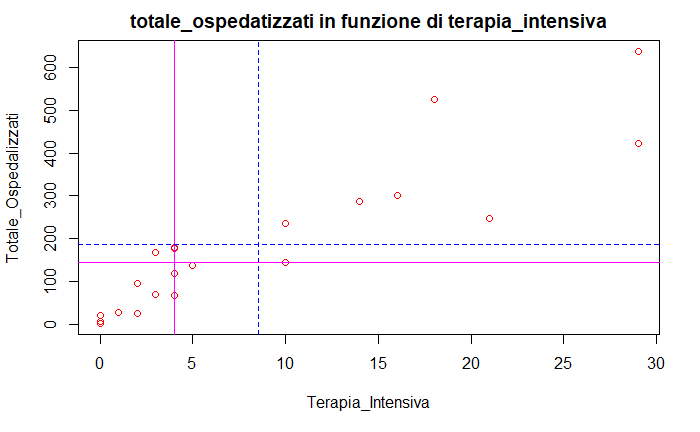 totale_ospedatizzati in funzione di terapia_intensiva
Totale_Ospedalizzati
600
500
400
300
200
100
0
0 5 10 15 20 25 30
Terapia_Intensiva